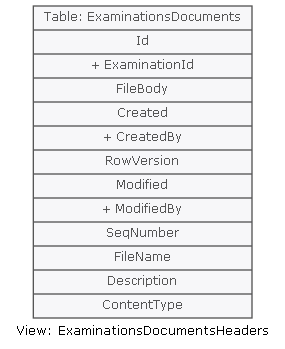 Table: ExaminationsDocuments
Id
+ ExaminationId
FileBody
Created
+ CreatedBy
RowVersion
Modified
+ ModifiedBy
SeqNumber
FileName
Description
ContentType
View: ExaminationsDocumentsHeaders